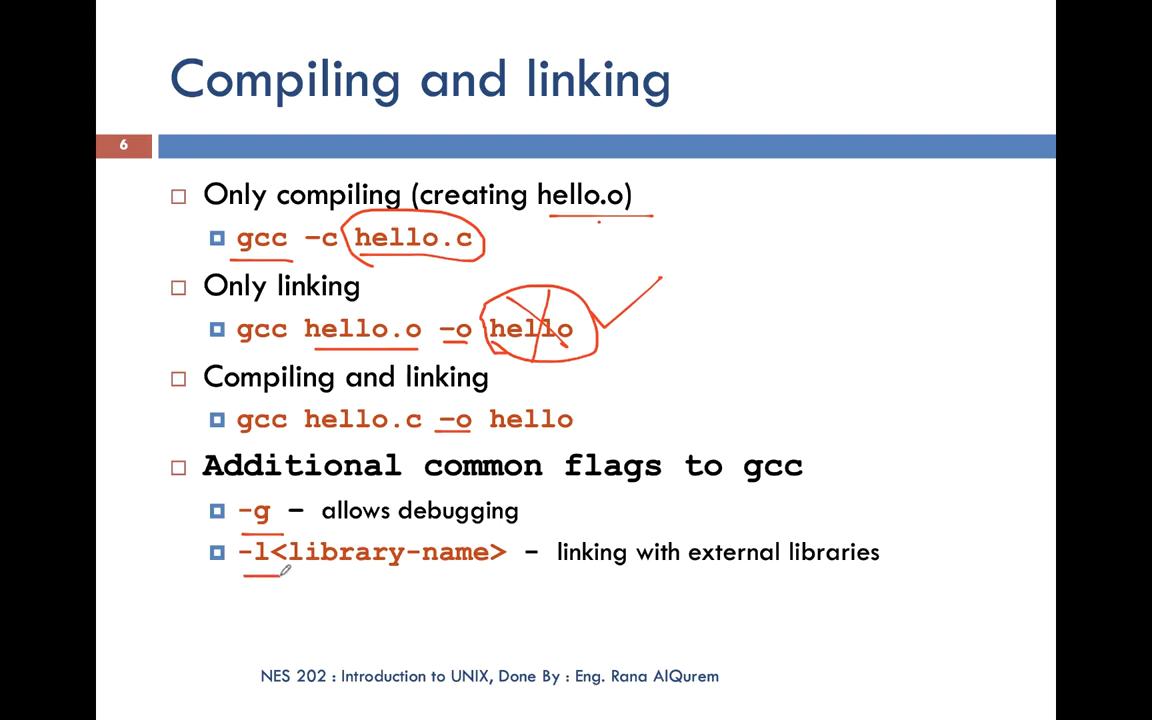 Compiling and linking
6
Only compiling (creating hello.o)
gcc –c hello.c
Only linking
gcc hello.o –o hello
Compiling and linking
gcc hello.c –o hello
Additional common flags to gcc
-g – allows debugging
-l<library-name> – linking with external libraries
NES 202 : Introduction to UNIX, Done By : Eng. Rana AlQurem